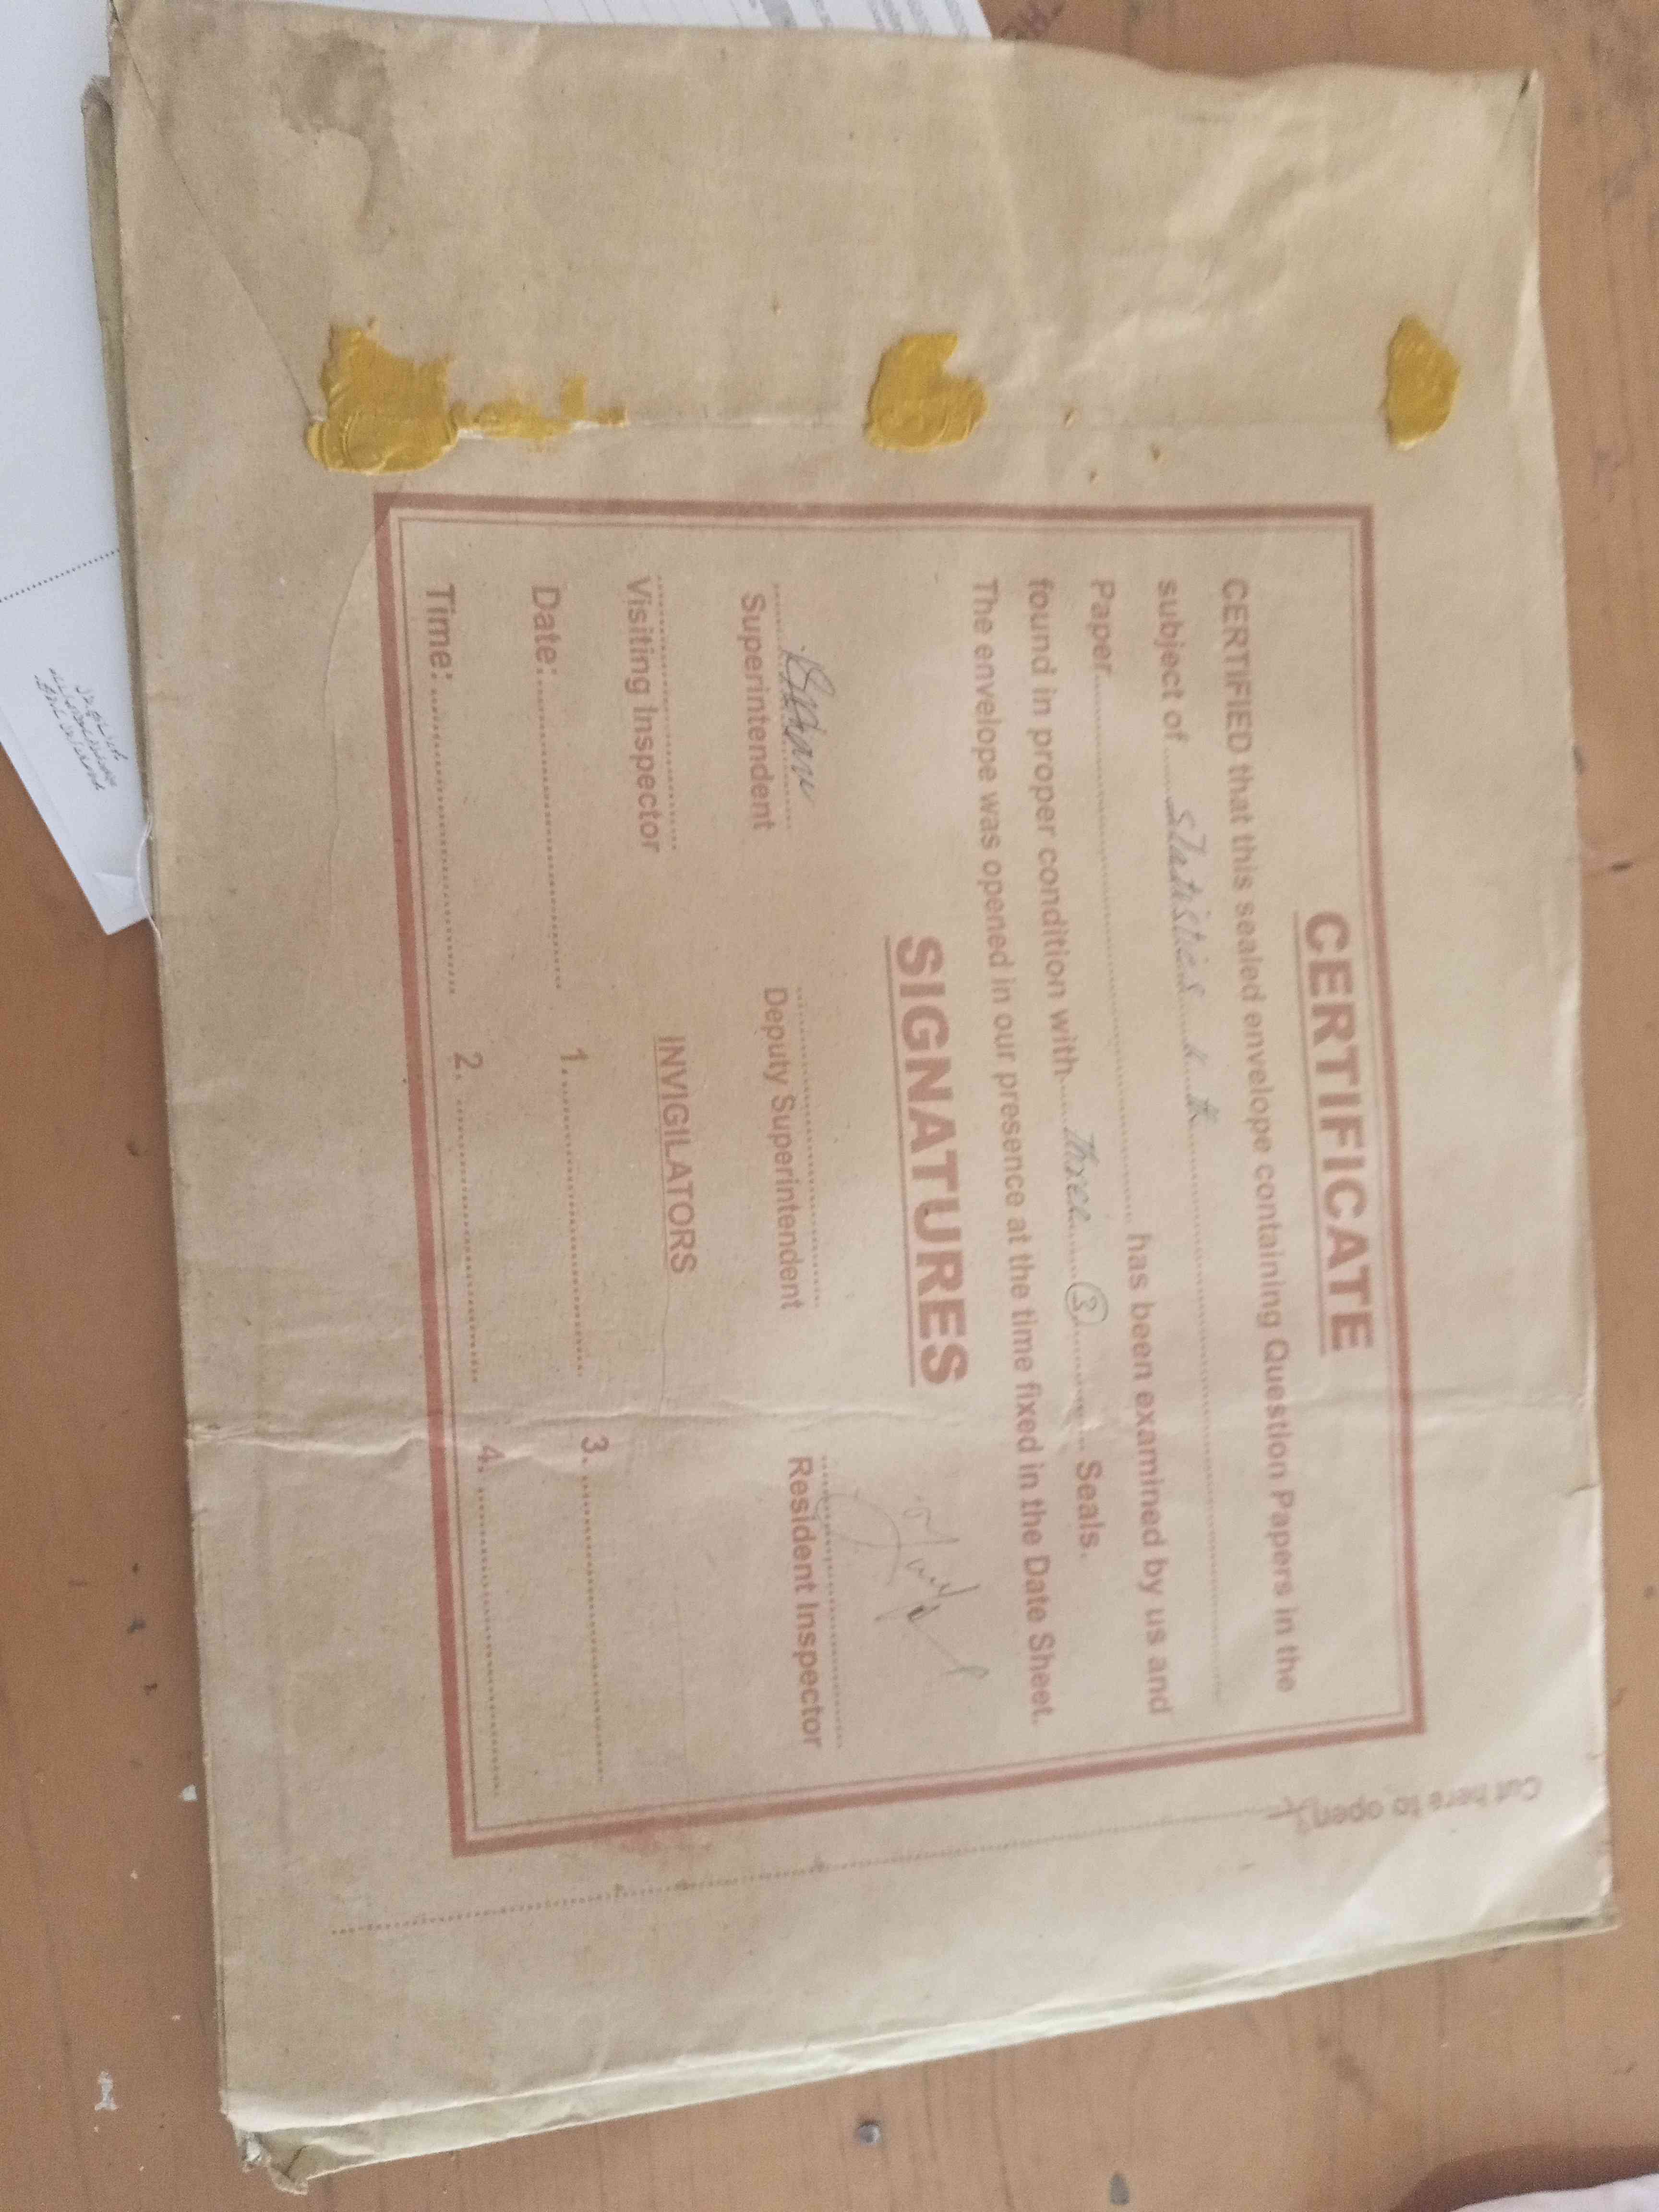 CERTIFICATE
CERTIFIED that this sealed envelope containing Question Papers in the
subject of Statistics
Paper has been examined by us and
found in proper condition with Three (3) Seals.
The envelope was opened in our presence at the time fixed in the Date Sheet.
SIGNATURES
Superintendent Deputy Superintendent Resident Inspector
Visiting Inspector INVIGILATORS
Date: 1. 3.
Time: 2. 4.
Cut here to open